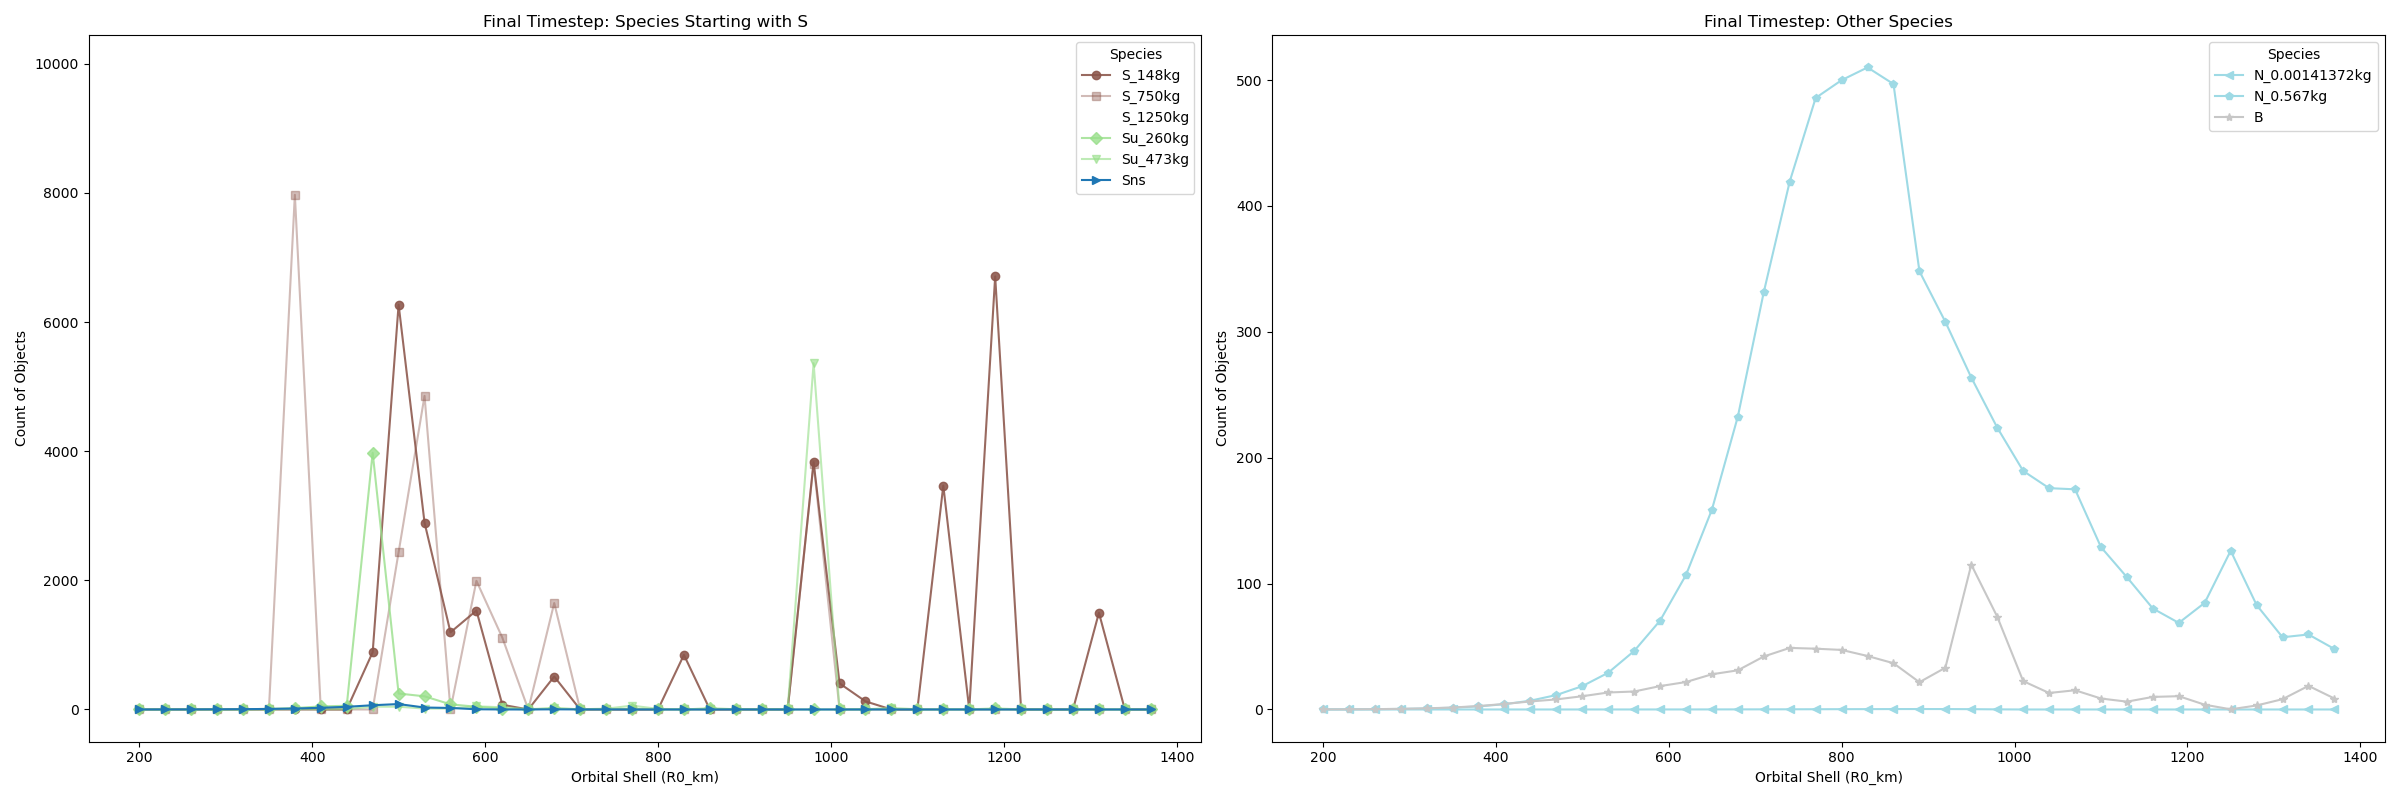 Final Timestep: Species Starting with S
Count of Objects
10000
8000
6000
4000
2000
0
200
400
600
800
1000
1200
1400
Orbital Shell (R0_km)
Species
S_148kg
S_750kg
S_1250kg
Su_260kg
Su_473kg
Sns
Final Timestep: Other Species
Count of Objects
500
400
300
200
100
0
200
400
600
800
1000
1200
1400
Orbital Shell (R0_km)
Species
N_0.00141372kg
N_0.567kg
B